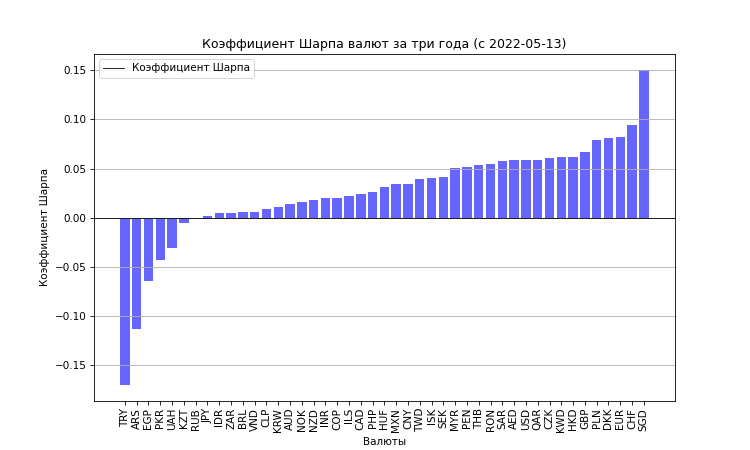 Коэффициент Шарпа валют за три года (с 2022-05-13)
Коэффициент Шарпа
0.15
0.10
0.05
0.00
−0.05
−0.10
−0.15
Коэффициент Шарпа
TRY ARS EGP PKR UAH KZT RUB JPY IDR ZAR BRL VND CLP KRW AUD NOK NZD INR COP ILS CAD PHP HUF MXN CNY TWD ISK SEK MYR PEN THB RON SAR AED USD QAR CZK KWD HKD GBP PLN DKK EUR CHF SGD
Валюты